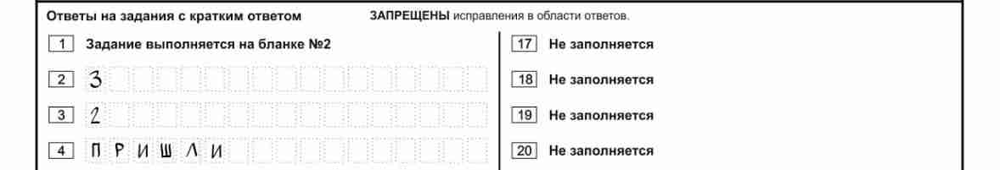 Ответы на задания с кратким ответом ЗАПРЕЩЕНЫ исправления в области ответов.
1 Задание выполняется на бланке №2
2 3
3 2
4 ПРИШЛИ
17 Не заполняется
18 Не заполняется
19 Не заполняется
20 Не заполняется